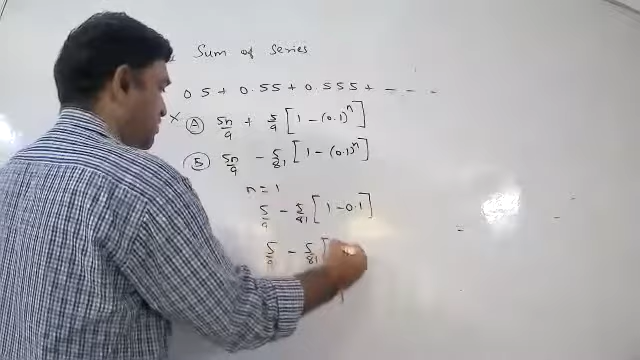 Sum of series
0.5 + 0.55 + 0.555 + - - -
X (A) 5n/9 + 5/9 [1 - (0.1)^n]
(B) 5n/9 - 5/81 [1 - (0.1)^n]
n = 1
5/9 - 5/81 [1 - 0.1]
5/9 - 5/81 [